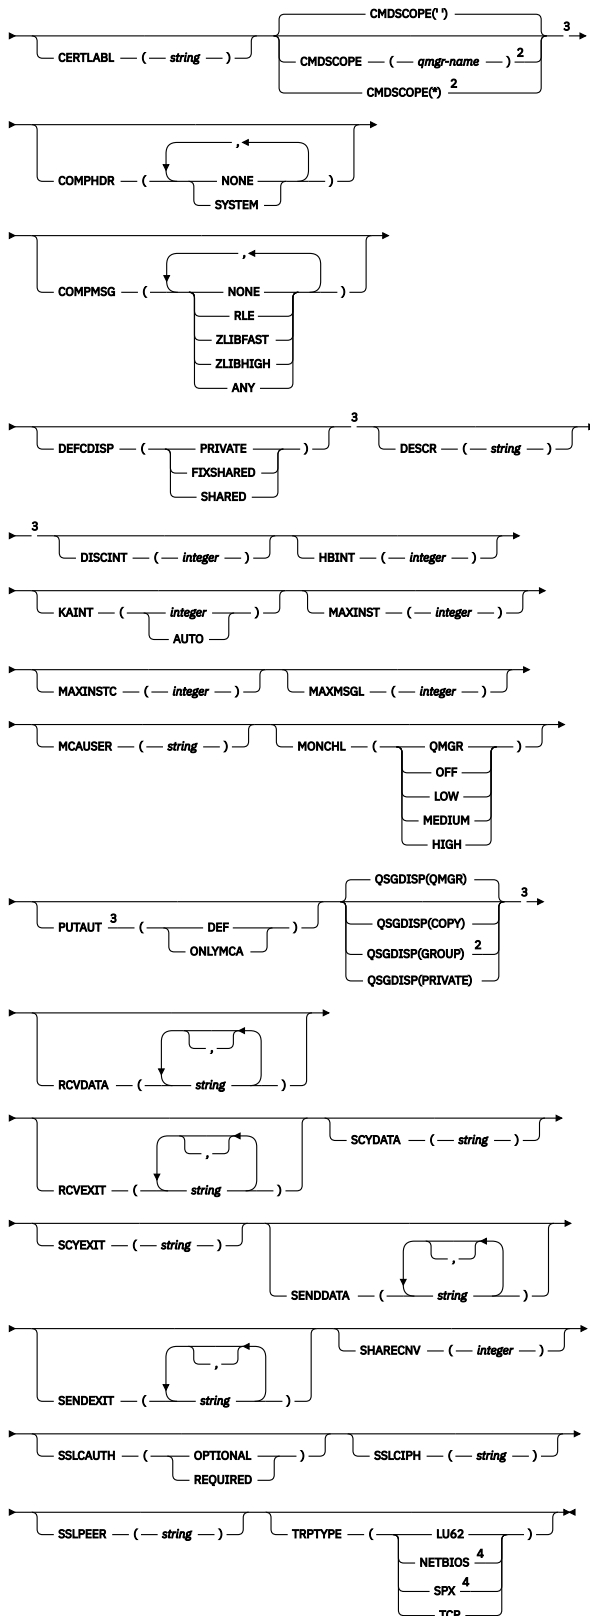 CMDSCOPE(' ')
3
CERTLABL ( string )
CMDSCOPE ( qmgr-name ) 2
CMDSCOPE(*) 2
,
COMPHDR ( NONE )
SYSTEM
,
COMPMSG ( NONE )
RLE
ZLIBFAST
ZLIBHIGH
ANY
3
DEFCDISP ( PRIVATE ) DESCR ( string )
FIXSHARED
SHARED
3
DISCINT ( integer ) HBINT ( integer )
KAINT ( integer ) MAXINST ( integer )
AUTO
MAXINSTC ( integer ) MAXMSGL ( integer )
MCAUSER ( string ) MONCHL ( QMGR )
OFF
LOW
MEDIUM
HIGH
QSGDISP(QMGR)
3
PUTAUT 3 ( DEF ) QSGDISP(COPY)
ONLYMCA QSGDISP(GROUP) 2
QSGDISP(PRIVATE)
,
RCVDATA ( string )
,
SCYDATA ( string )
RCVEXIT ( string )
SCYEXIT ( string )
,
SENDDATA ( string )
SHARECNV ( integer )
,
SENDEXIT ( string )
SSLCAUTH ( OPTIONAL ) SSLCIPH ( string )
REQUIRED
SSLPEER ( string ) TRPTYPE ( LU62 )
NETBIOS 4
SPX 4
TCP